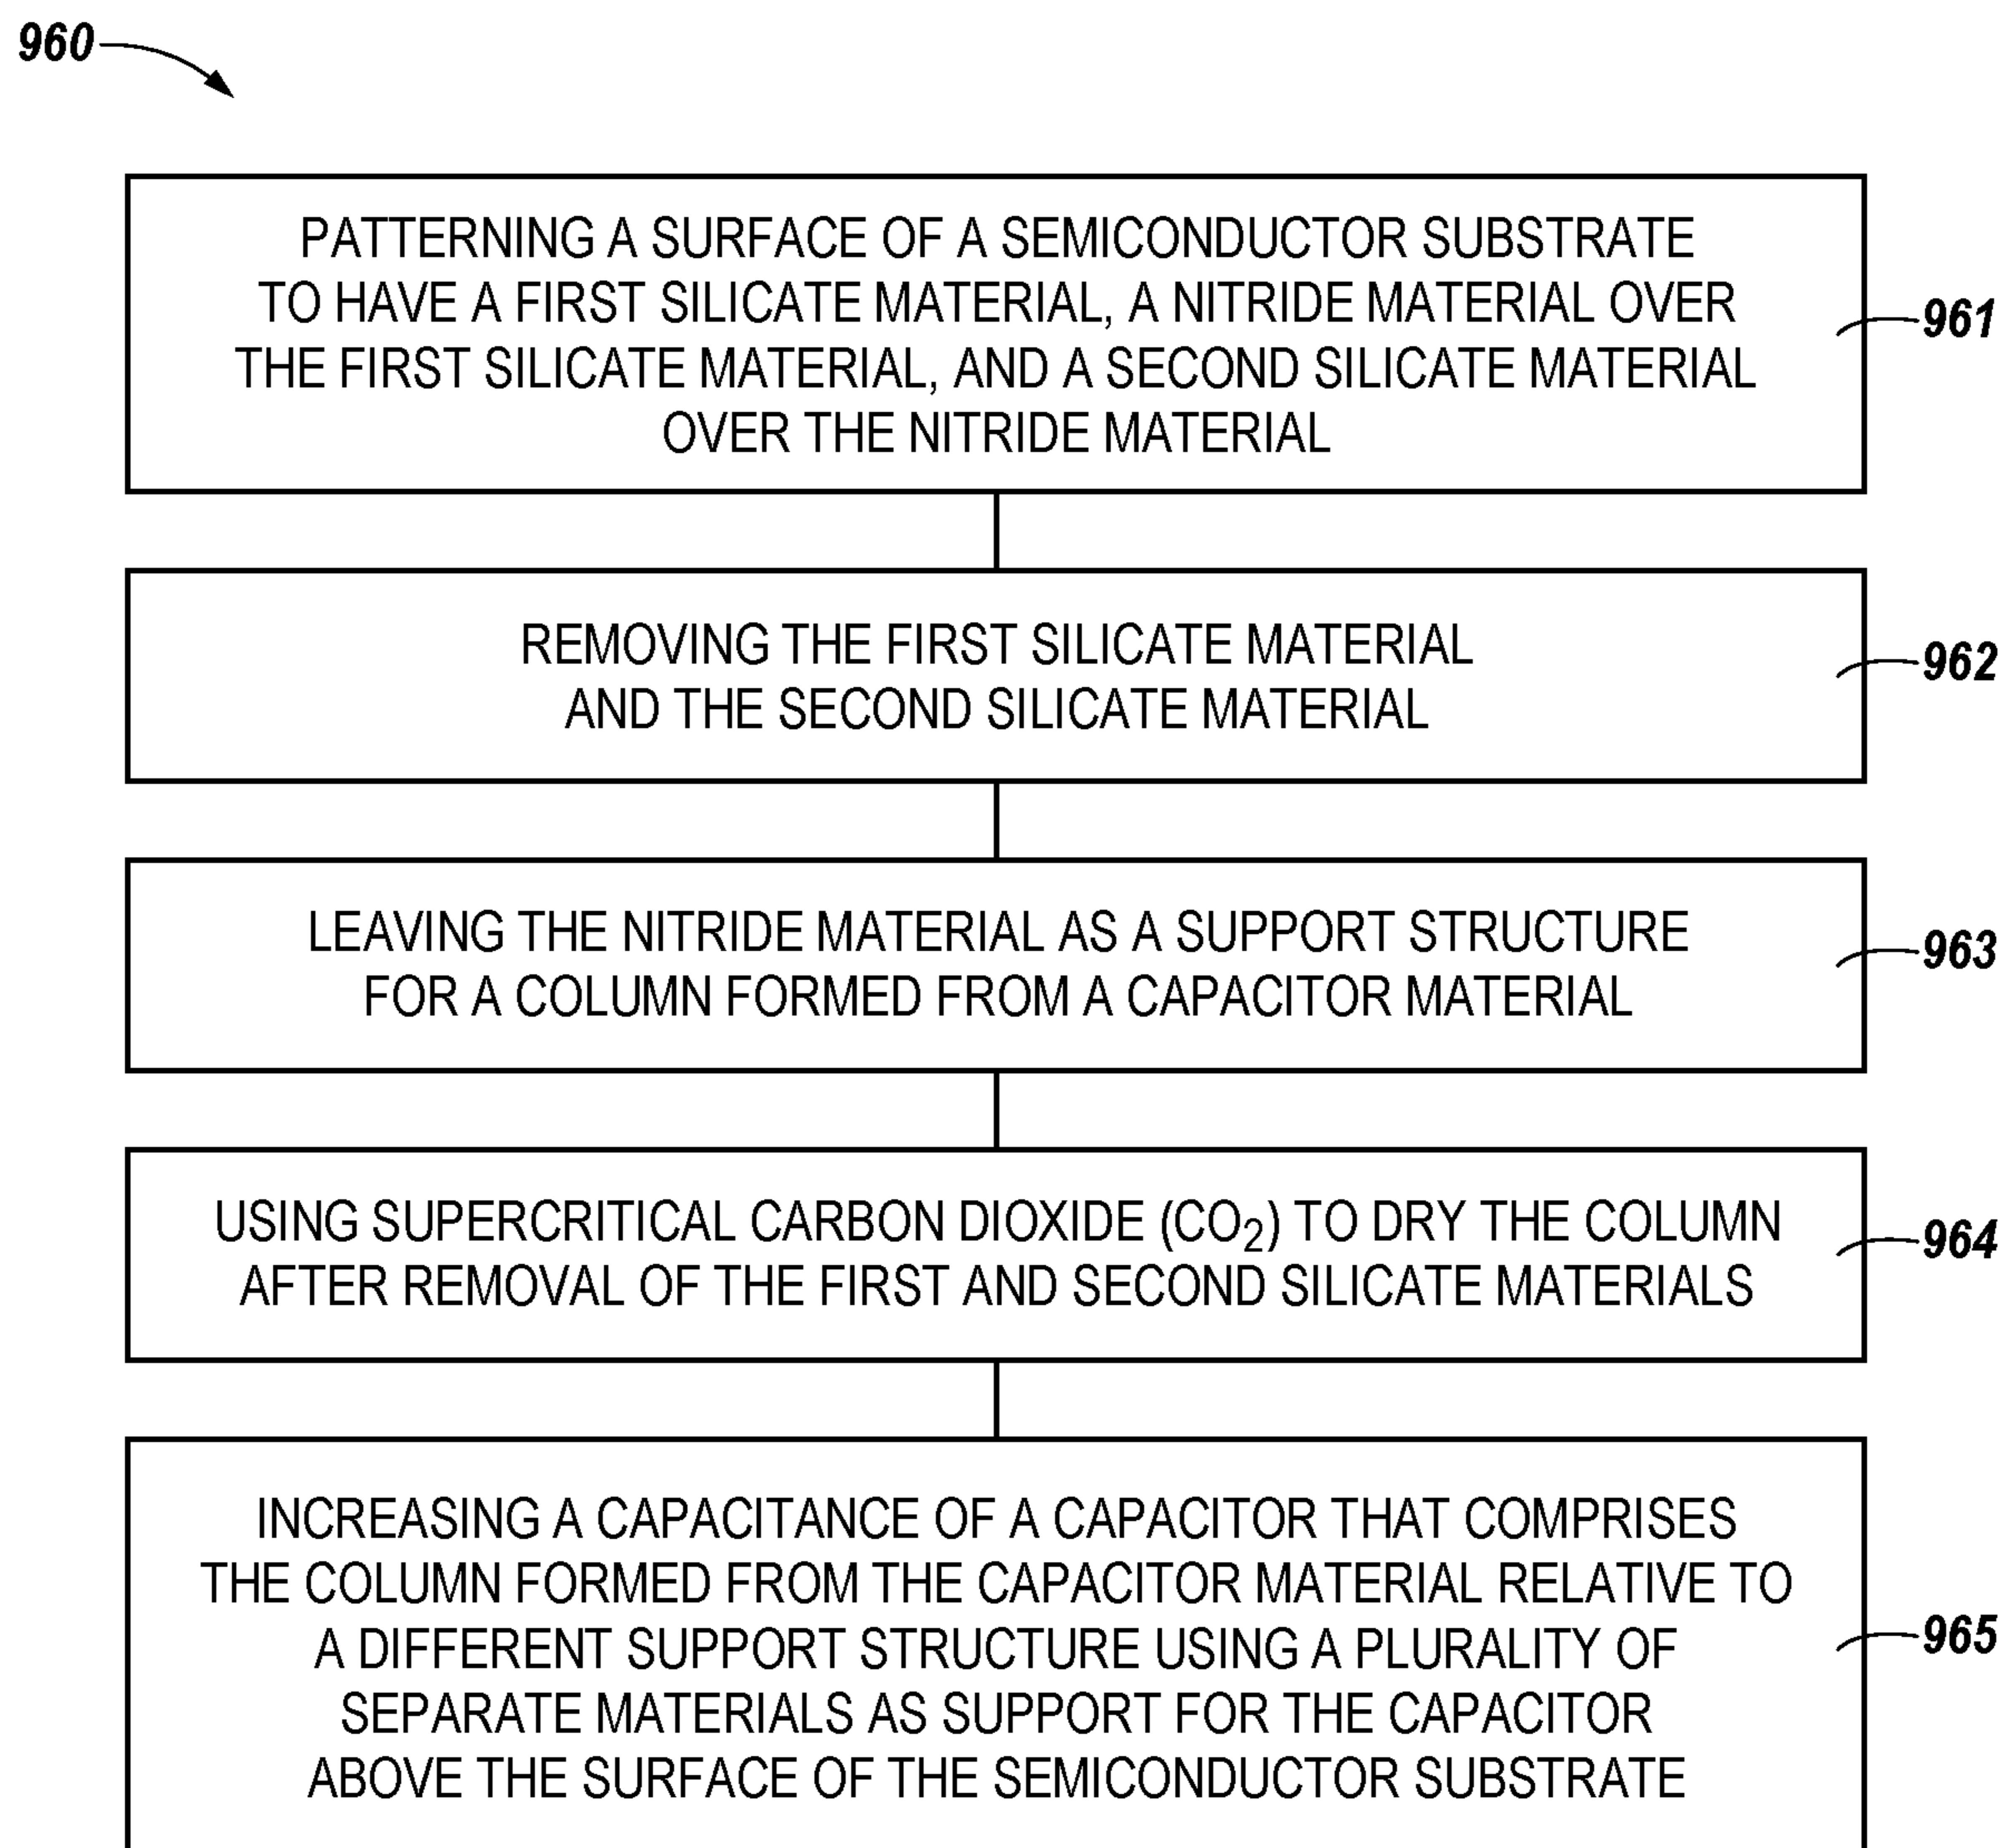 960
PATTERNING A SURFACE OF A SEMICONDUCTOR SUBSTRATE
TO HAVE A FIRST SILICATE MATERIAL, A NITRIDE MATERIAL OVER
THE FIRST SILICATE MATERIAL, AND A SECOND SILICATE MATERIAL
OVER THE NITRIDE MATERIAL
961
REMOVING THE FIRST SILICATE MATERIAL
AND THE SECOND SILICATE MATERIAL
962
LEAVING THE NITRIDE MATERIAL AS A SUPPORT STRUCTURE
FOR A COLUMN FORMED FROM A CAPACITOR MATERIAL
963
USING SUPERCRITICAL CARBON DIOXIDE (CO₂) TO DRY THE COLUMN
AFTER REMOVAL OF THE FIRST AND SECOND SILICATE MATERIALS
964
INCREASING A CAPACITANCE OF A CAPACITOR THAT COMPRISES
THE COLUMN FORMED FROM THE CAPACITOR MATERIAL RELATIVE TO
A DIFFERENT SUPPORT STRUCTURE USING A PLURALITY OF
SEPARATE MATERIALS AS SUPPORT FOR THE CAPACITOR
ABOVE THE SURFACE OF THE SEMICONDUCTOR SUBSTRATE
965